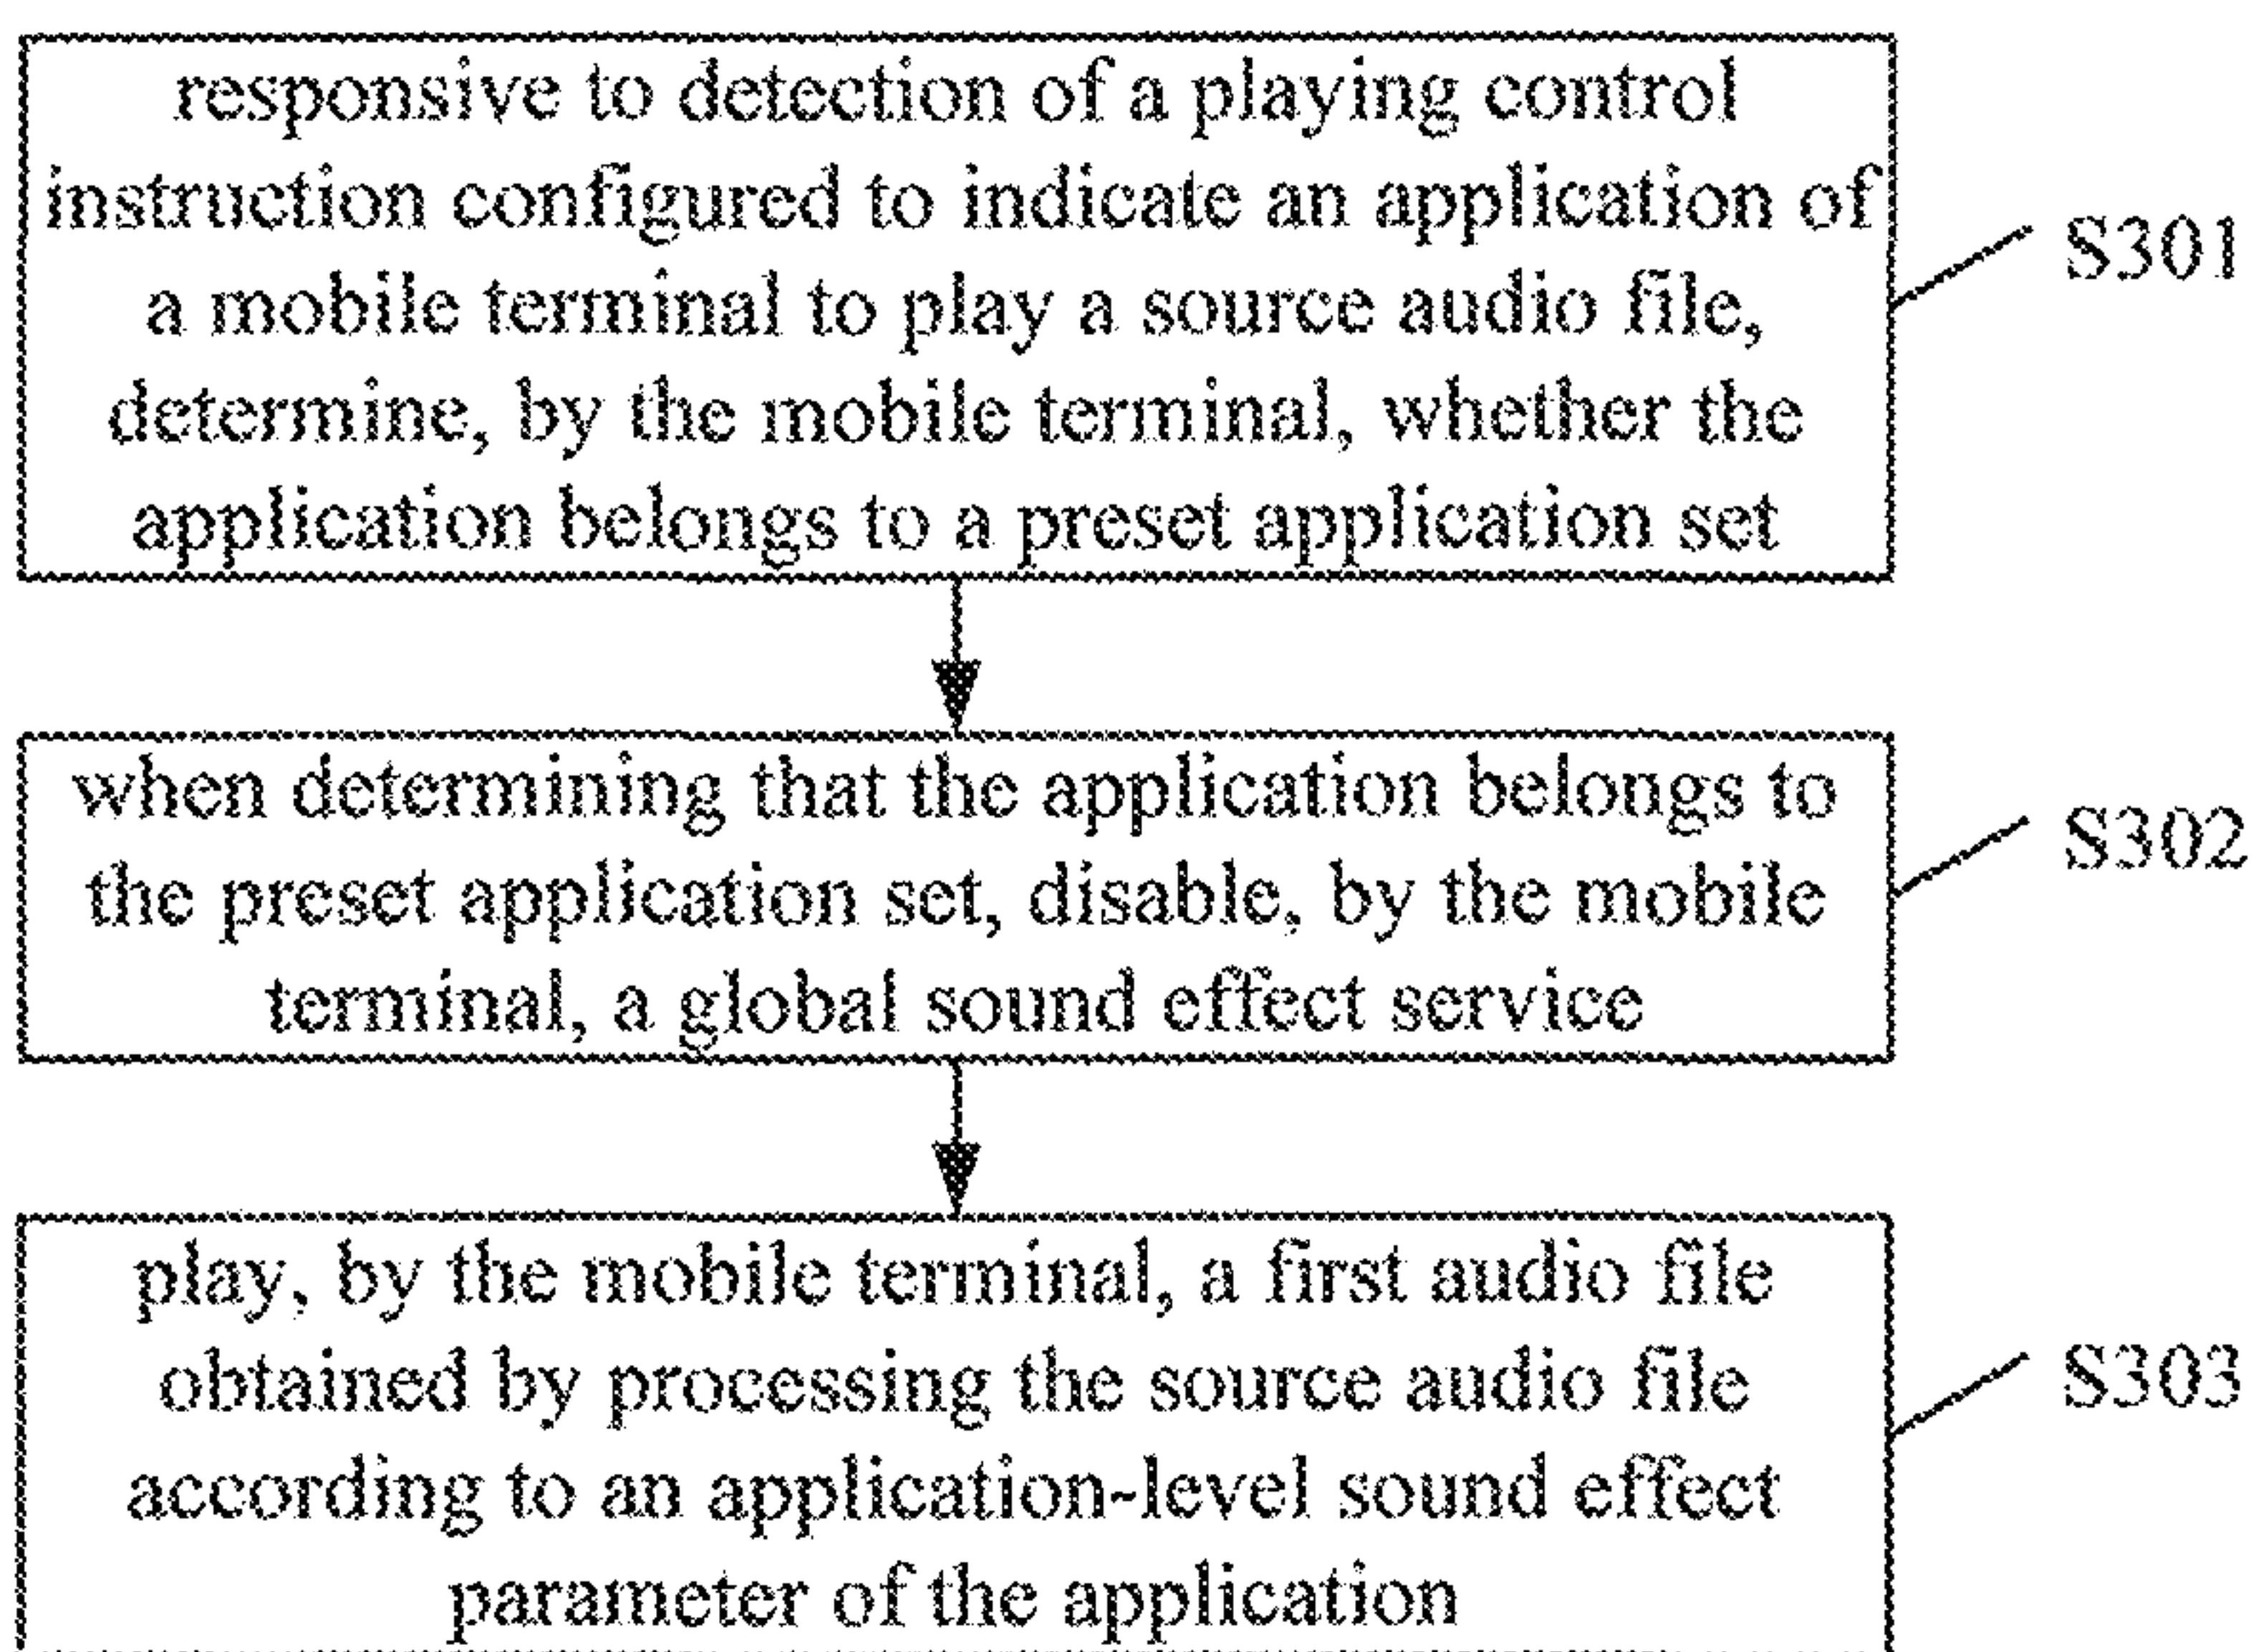 responsive to detection of a playing control
instruction configured to indicate an application of
a mobile terminal to play a source audio file,
determine, by the mobile terminal, whether the
application belongs to a preset application set
S301
when determining that the application belongs to
the preset application set, disable, by the mobile
terminal, a global sound effect service
S302
play, by the mobile terminal, a first audio file
obtained by processing the source audio file
according to an application-level sound effect
parameter of the application
S303